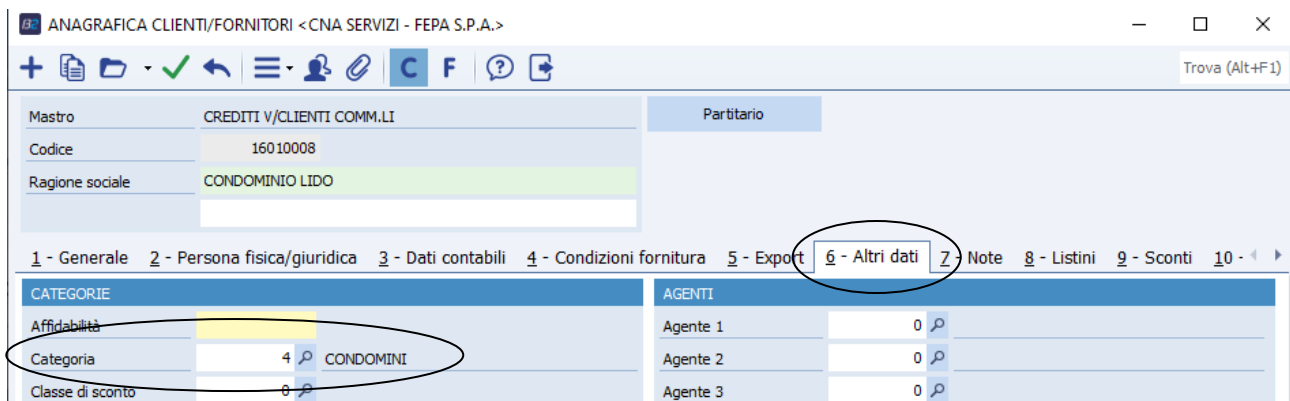 B2 ANAGRAFICA CLIENTI/FORNITORI <CNA SERVIZI - FEPA S.P.A.>
C F Trova (Alt+F1)
Mastro CREDITI V/CLIENTI COMM.LI Partitario
Codice 16010008
Ragione sociale CONDOMINIO LIDO
1 - Generale 2 - Persona fisica/giuridica 3 - Dati contabili 4 - Condizioni fornitura 5 - Export 6 - Altri dati 7 - Note 8 - Listini 9 - Sconti 10 -
CATEGORIE AGENTI
Affidabilità Agente 1 0
Categoria 4 CONDOMINI Agente 2 0
Classe di sconto 0 Agente 3 0